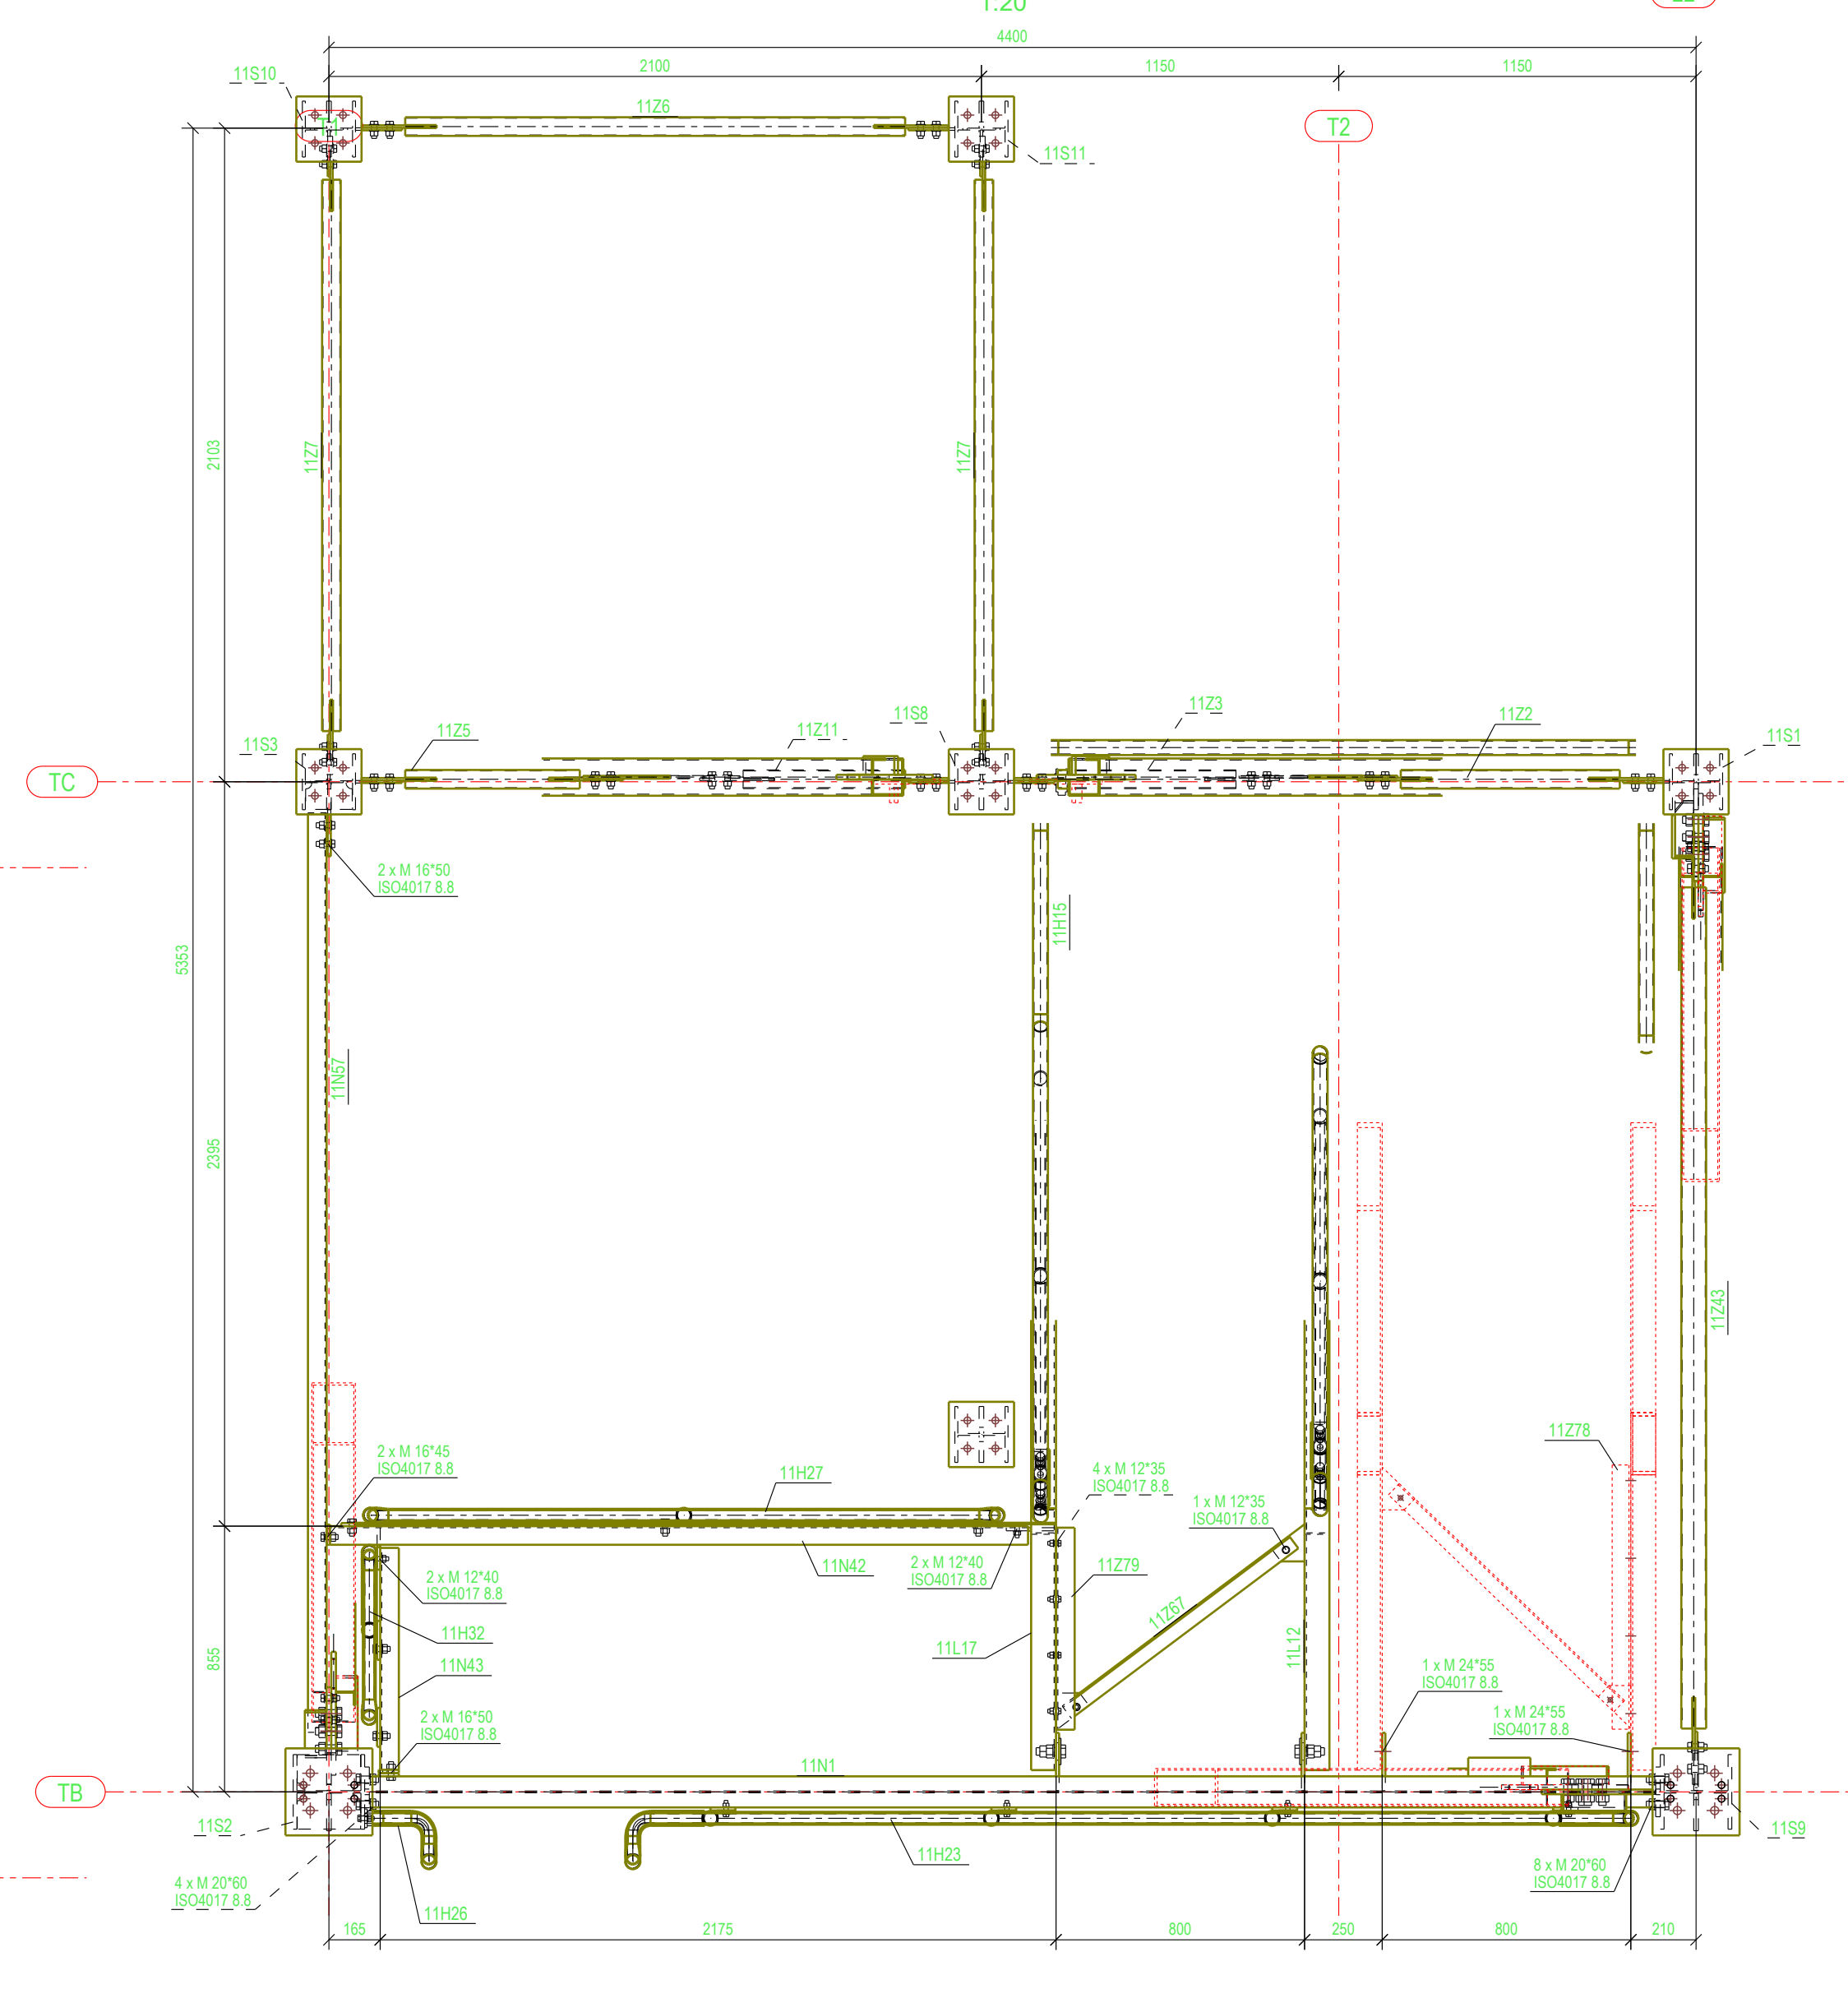 1:20
4400
2100
1150
1150
11S10
11Z6
T1
T2
11S11
2103
11Z7
11Z7
11Z3
11S8
11Z2
11Z5
11Z11
11S3
11S1
TC
2 x M 16*50
ISO4017 8.8
11H15
5353
11N57
2395
11Z43
11Z78
2 x M 16*45
ISO4017 8.8
11H27
4 x M 12*35
ISO4017 8.8
1 x M 12*35
ISO4017 8.8
11N42
2 x M 12*40
ISO4017 8.8
11Z79
2 x M 12*40
ISO4017 8.8
11Z67
11H32
11L17
11L12
855
11N43
1 x M 24*55
ISO4017 8.8
2 x M 16*50
ISO4017 8.8
1 x M 24*55
ISO4017 8.8
11N1
TB
11S2
11S9
11H23
8 x M 20*60
ISO4017 8.8
4 x M 20*60
ISO4017 8.8
11H26
165
2175
800
250
800
210